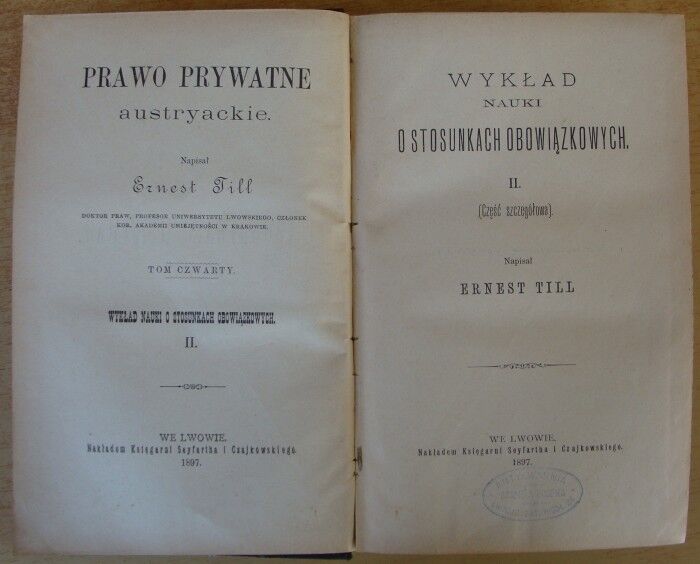 PRAWO PRYWATNE
austryackie.
Napisał
Ernest Till
DOKTOR PRAW, PROFESOR UNIWERSYTETU LWOWSKIEGO, CZŁONEK
KOR. AKADEMII UMIEJĘTNOŚCI W KRAKOWIE.
TOM CZWARTY.
WYKŁAD NAUKI O STOSUNKACH OBOWIĄZKOWYCH.
II.
WE LWOWIE.
Nakładem Księgarni Seyfartha i Czajkowskiego.
1897.
WYKŁAD
NAUKI
O STOSUNKACH OBOWIĄZKOWYCH.
II.
(Część szczegółowa).
Napisał
ERNEST TILL
WE LWOWIE.
Nakładem Księgarni Seyfartha i Czajkowskiego.
1897.